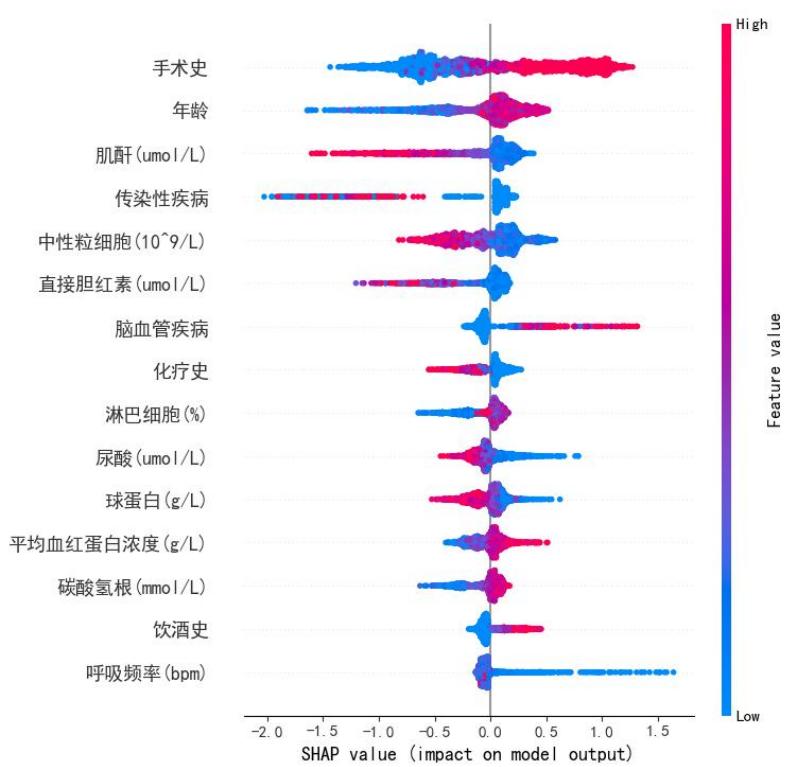 High
手术史
年龄
肌酐(umol/L)
传染性疾病
中性粒细胞(10^9/L)
直接胆红素(umol/L)
脑血管疾病
化疗史
淋巴细胞(%)
尿酸(umol/L)
球蛋白(g/L)
平均血红蛋白浓度(g/L)
碳酸氢根(mmol/L)
饮酒史
呼吸频率(bpm)
Feature value
Low
-2.0 -1.5 -1.0 -0.5 0.0 0.5 1.0 1.5
SHAP value (impact on model output)